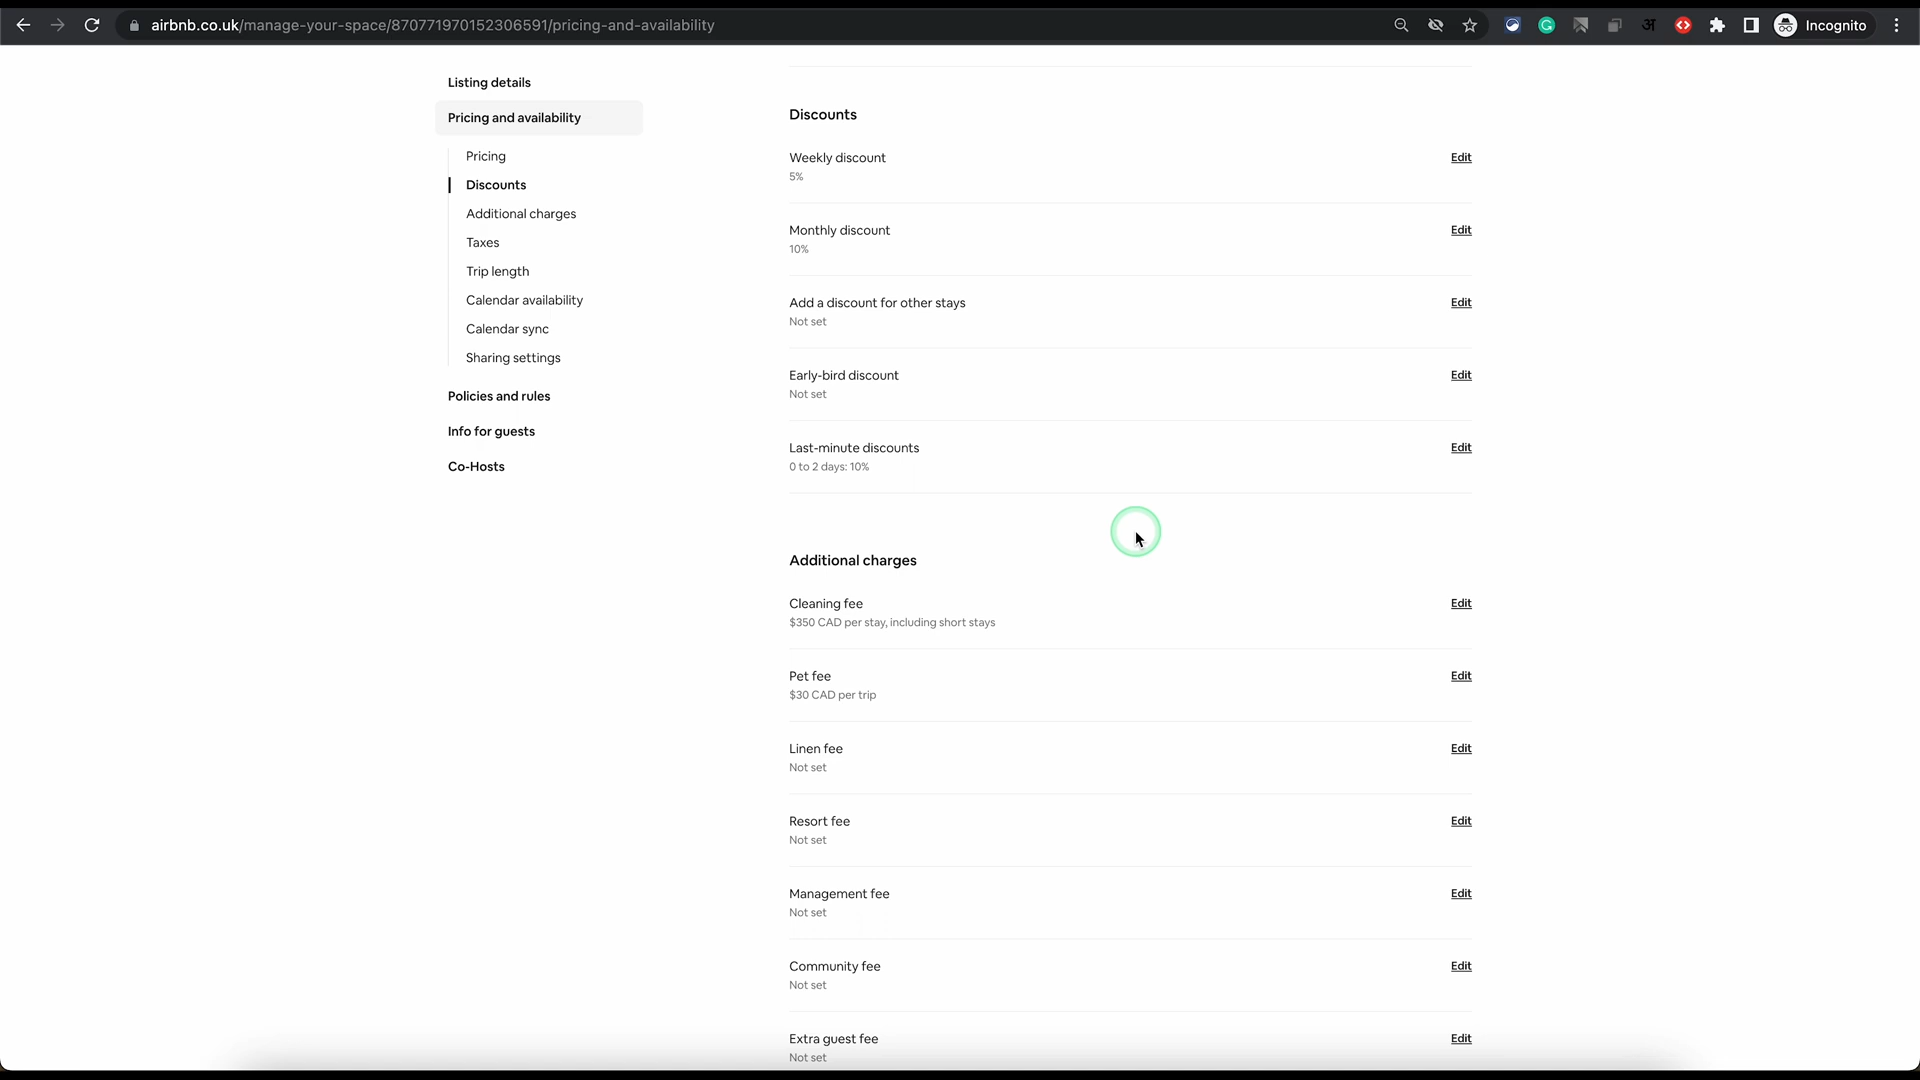 airbnb.co.uk/manage-your-space/870771970152306591/pricing-and-availability
Incognito
Listing details
Pricing and availability
Pricing
Discounts
Additional charges
Taxes
Trip length
Calendar availability
Calendar sync
Sharing settings
Policies and rules
Info for guests
Co-Hosts
Discounts
Weekly discount
Edit
5%
Monthly discount
Edit
10%
Add a discount for other stays
Edit
Not set
Early-bird discount
Edit
Not set
Last-minute discounts
Edit
0 to 2 days: 10%
Additional charges
Cleaning fee
Edit
$350 CAD per stay, including short stays
Pet fee
Edit
$30 CAD per trip
Linen fee
Edit
Not set
Resort fee
Edit
Not set
Management fee
Edit
Not set
Community fee
Edit
Not set
Extra guest fee
Edit
Not set